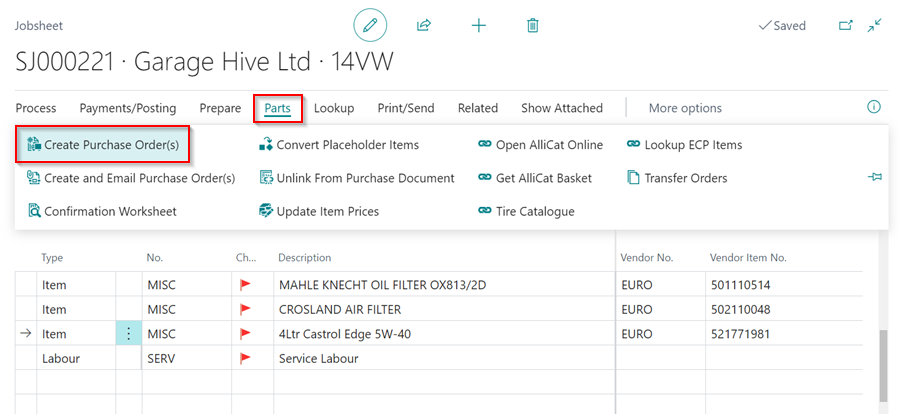 Jobsheet
Saved
SJ000221 · Garage Hive Ltd · 14VW
Process Payments/Posting Prepare Parts Lookup Print/Send Related Show Attached More options
Create Purchase Order(s) Convert Placeholder Items Open AlliCat Online Lookup ECP Items
Create and Email Purchase Order(s) Unlink From Purchase Document Get AlliCat Basket Transfer Orders
Confirmation Worksheet Update Item Prices Tire Catalogue
Type No. Ch... Description Vendor No. Vendor Item No.
Item MISC MAHLE KNECHT OIL FILTER OX813/2D EURO 501110514
Item MISC CROSLAND AIR FILTER EURO 502110048
Item MISC 4Ltr Castrol Edge 5W-40 EURO 521771981
Labour SERV Service Labour